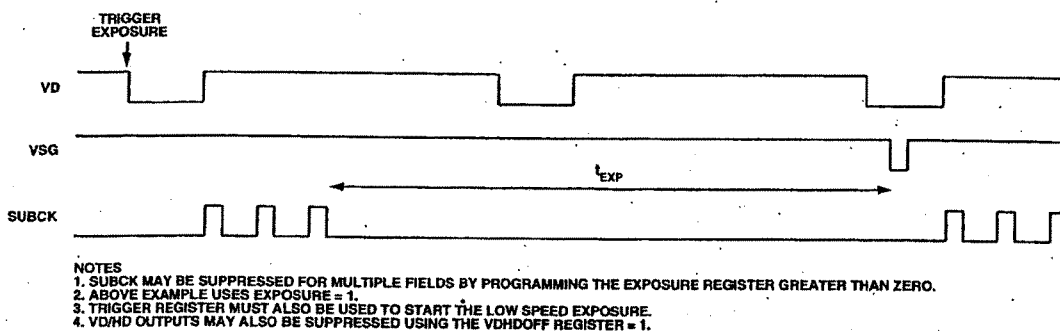 TRIGGER
EXPOSURE
VD
VSG
tEXP
SUBCK
NOTES
1. SUBCK MAY BE SUPPRESSED FOR MULTIPLE FIELDS BY PROGRAMMING THE EXPOSURE REGISTER GREATER THAN ZERO.
2. ABOVE EXAMPLE USES EXPOSURE = 1.
3. TRIGGER REGISTER MUST ALSO BE USED TO START THE LOW SPEED EXPOSURE.
4. VD/HD OUTPUTS MAY ALSO BE SUPPRESSED USING THE VDHDOFF REGISTER = 1.